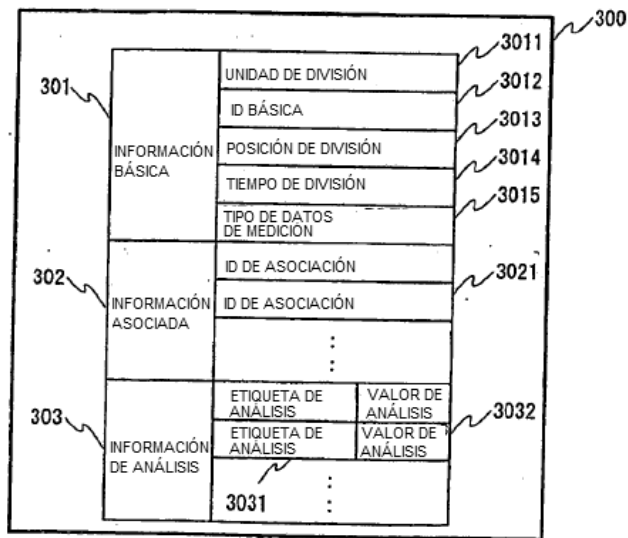 300
3011
UNIDAD DE DIVISIÓN
3012
301
ID BÁSICA
3013
INFORMACIÓN
BÁSICA
POSICIÓN DE DIVISIÓN
3014
TIEMPO DE DIVISIÓN
3015
TIPO DE DATOS
DE MEDICIÓN
302
INFORMACIÓN
ASOCIADA
ID DE ASOCIACIÓN
3021
ID DE ASOCIACIÓN
303
INFORMACIÓN
DE ANÁLISIS
ETIQUETA DE
ANÁLISIS
VALOR DE
ANÁLISIS
3032
ETIQUETA DE
ANÁLISIS
VALOR DE
ANÁLISIS
3031